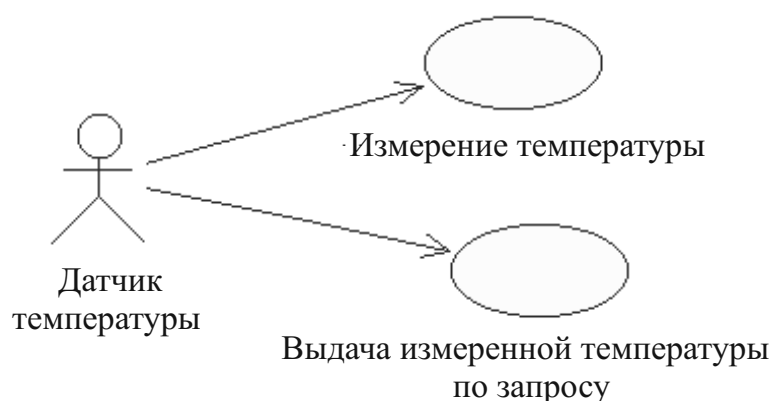 Измерение температуры
Датчик
температуры
Выдача измеренной температуры
по запросу